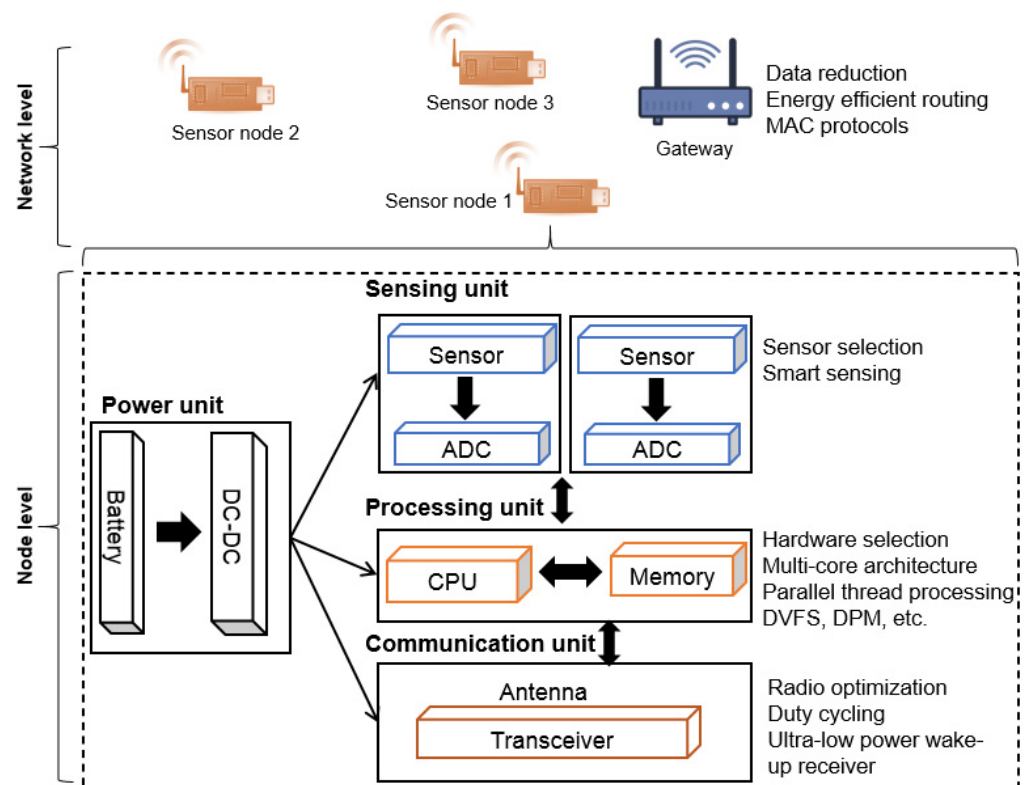 Network level
Sensor node 2
Sensor node 3
Gateway
Data reduction
Energy efficient routing
MAC protocols
Sensor node 1
Node level
Power unit
Battery
DC-DC
Sensing unit
Sensor
ADC
Sensor
ADC
Sensor selection
Smart sensing
Processing unit
CPU
Memory
Hardware selection
Multi-core architecture
Parallel thread processing
DVFS, DPM, etc.
Communication unit
Antenna
Transceiver
Radio optimization
Duty cycling
Ultra-low power wake-
up receiver